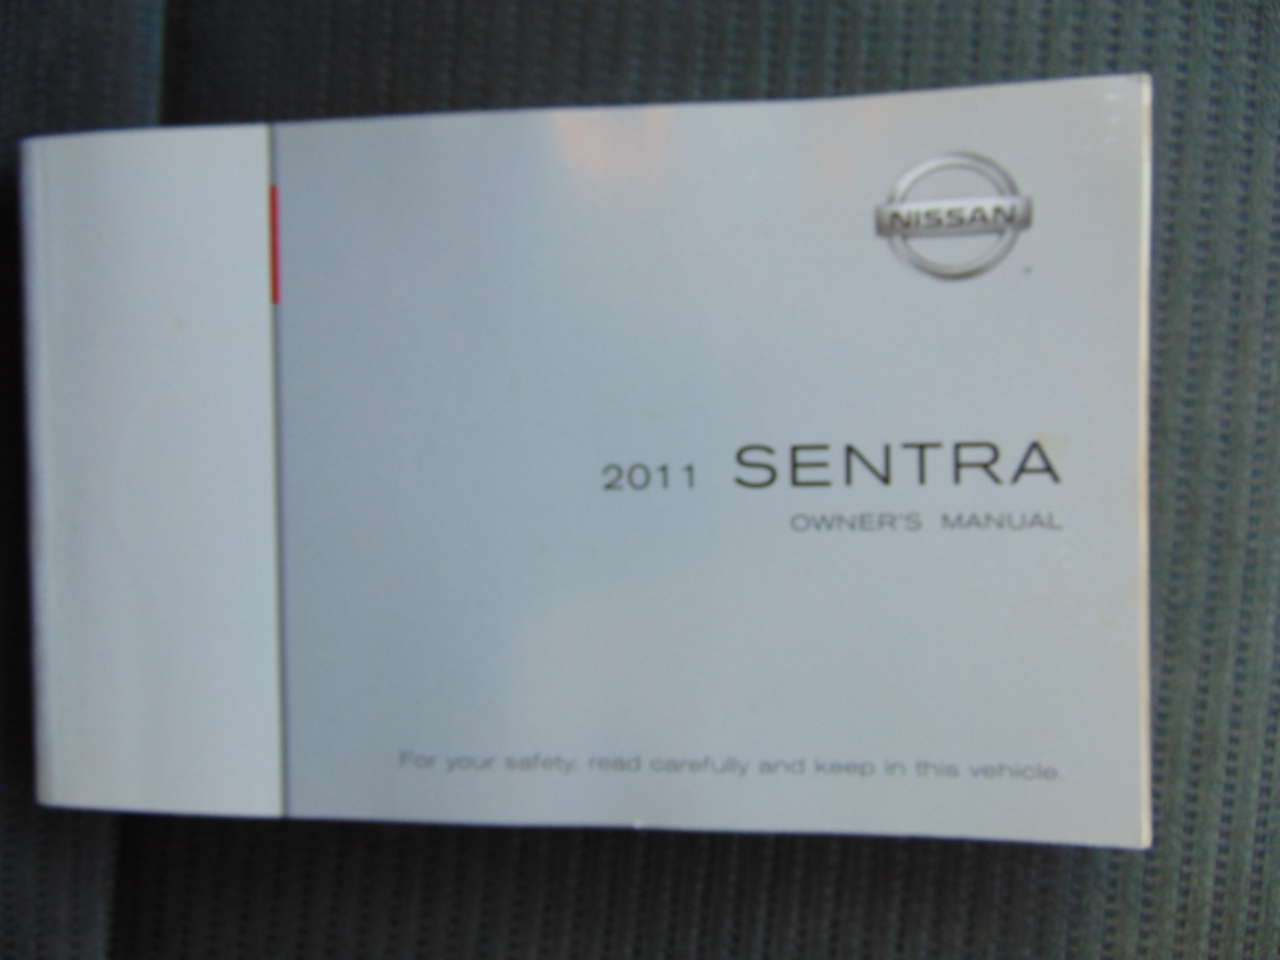 NISSAN
2011 SENTRA
OWNER'S MANUAL
For your safety, read carefully and keep in this vehicle.